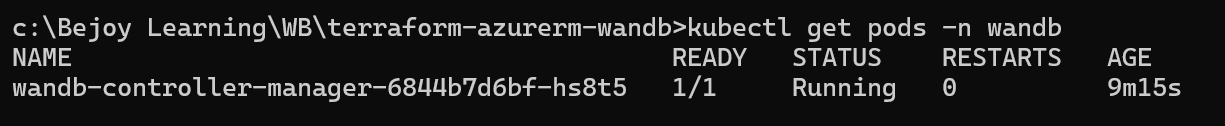 c:\Bejoy Learning\WB\terraform-azurerm-wandb>kubectl get pods -n wandb
NAME READY STATUS RESTARTS AGE
wandb-controller-manager-6844b7d6bf-hs8t5 1/1 Running 0 9m15s